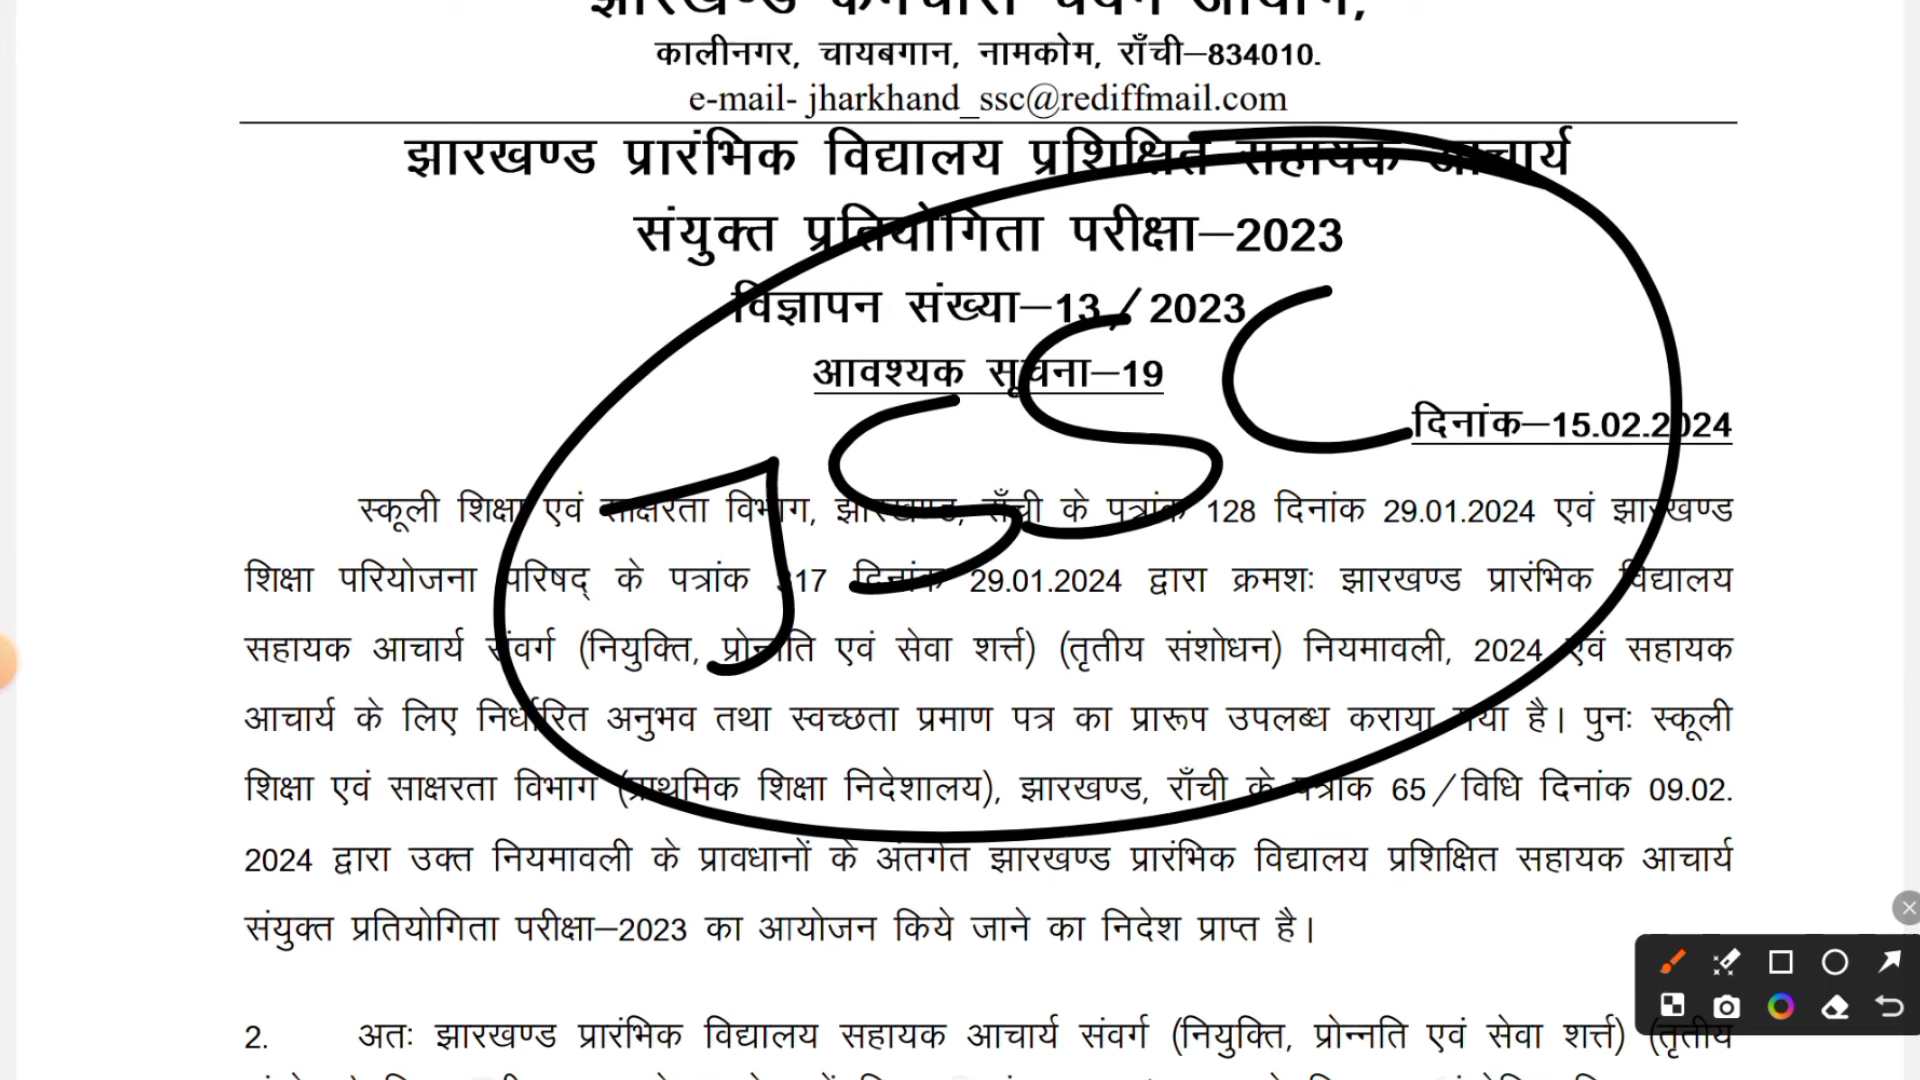 झारखण्ड कर्मचारी चयन आयोग,
कालीनगर, चायबगान, नामकोम, राँची–834010.
e-mail- jharkhand_ssc@rediffmail.com
झारखण्ड प्रारंभिक विद्यालय प्रशिक्षित सहायक आचार्य
संयुक्त प्रतियोगिता परीक्षा–2023
विज्ञापन संख्या–13/2023
आवश्यक सूचना–19
दिनांक–15.02.2024
JSSC
स्कूली शिक्षा एवं साक्षरता विभाग, झारखण्ड, राँची के पत्रांक 128 दिनांक 29.01.2024 एवं झारखण्ड
शिक्षा परियोजना परिषद् के पत्रांक 317 दिनांक 29.01.2024 द्वारा क्रमशः झारखण्ड प्रारंभिक विद्यालय
सहायक आचार्य संवर्ग (नियुक्ति, प्रोन्नति एवं सेवा शर्त्त) (तृतीय संशोधन) नियमावली, 2024 एवं सहायक
आचार्य के लिए निर्धारित अनुभव तथा स्वच्छता प्रमाण पत्र का प्रारूप उपलब्ध कराया गया है। पुनः स्कूली
शिक्षा एवं साक्षरता विभाग (प्राथमिक शिक्षा निदेशालय), झारखण्ड, राँची के पत्रांक 65/विधि दिनांक 09.02.
2024 द्वारा उक्त नियमावली के प्रावधानों के अंतर्गत झारखण्ड प्रारंभिक विद्यालय प्रशिक्षित सहायक आचार्य
संयुक्त प्रतियोगिता परीक्षा–2023 का आयोजन किये जाने का निदेश प्राप्त है।
2. अतः झारखण्ड प्रारंभिक विद्यालय सहायक आचार्य संवर्ग (नियुक्ति, प्रोन्नति एवं सेवा शर्त्त) (तृतीय